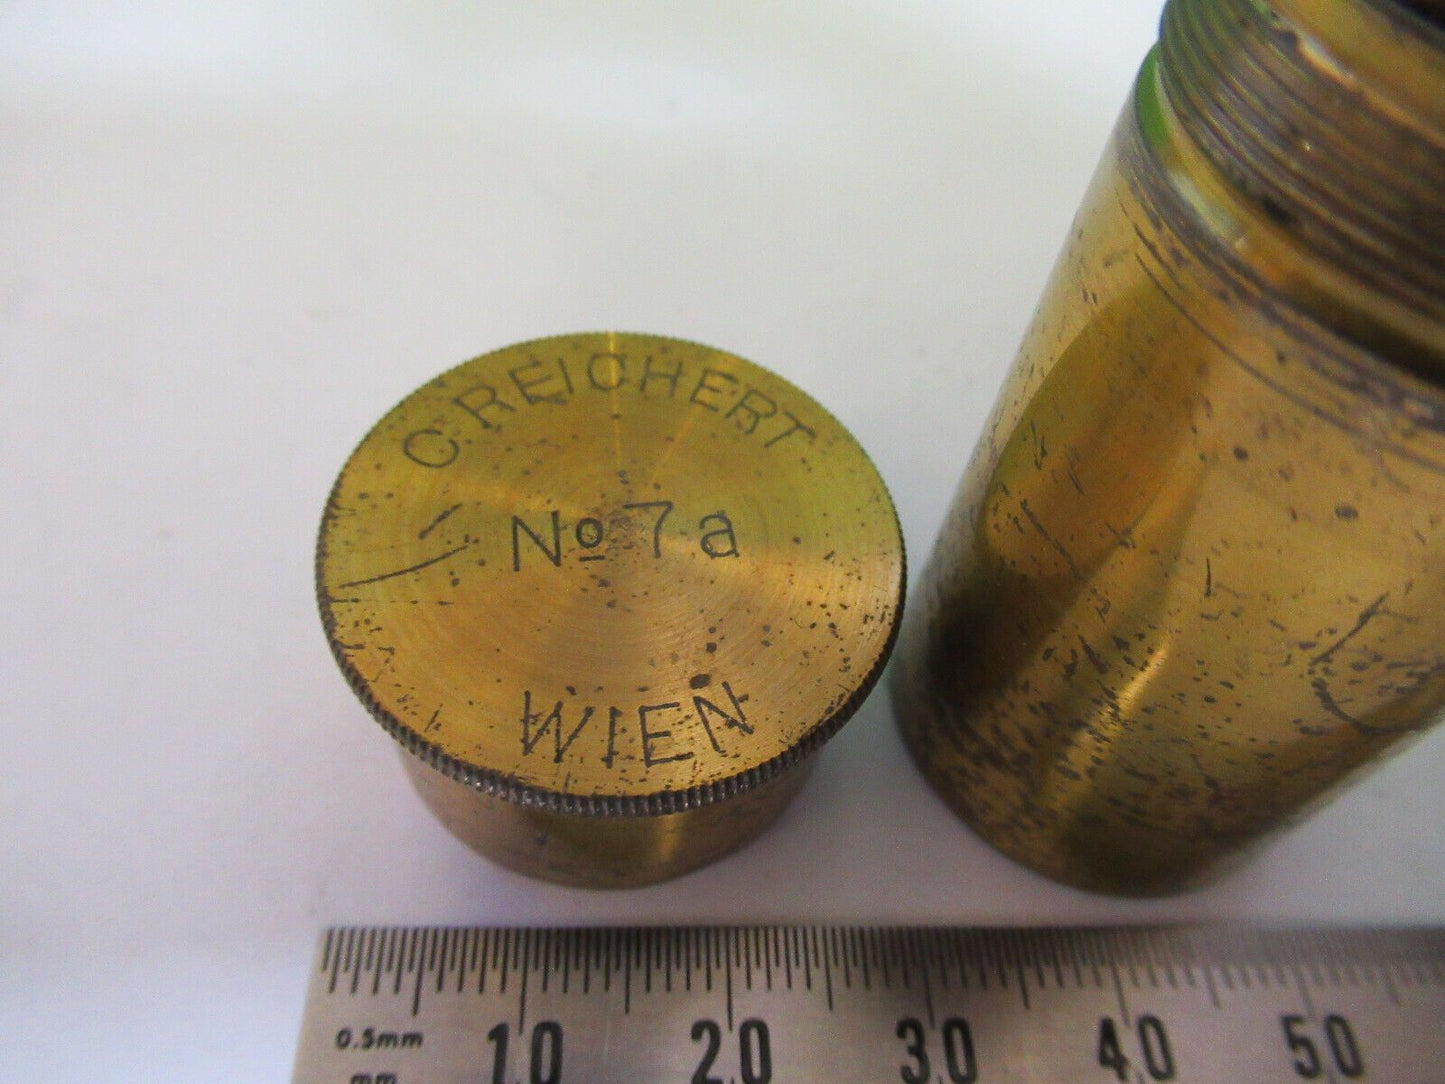 C. REICHERT
No 7a
WIEN
0.5mm
mm
10 20 30 40 50